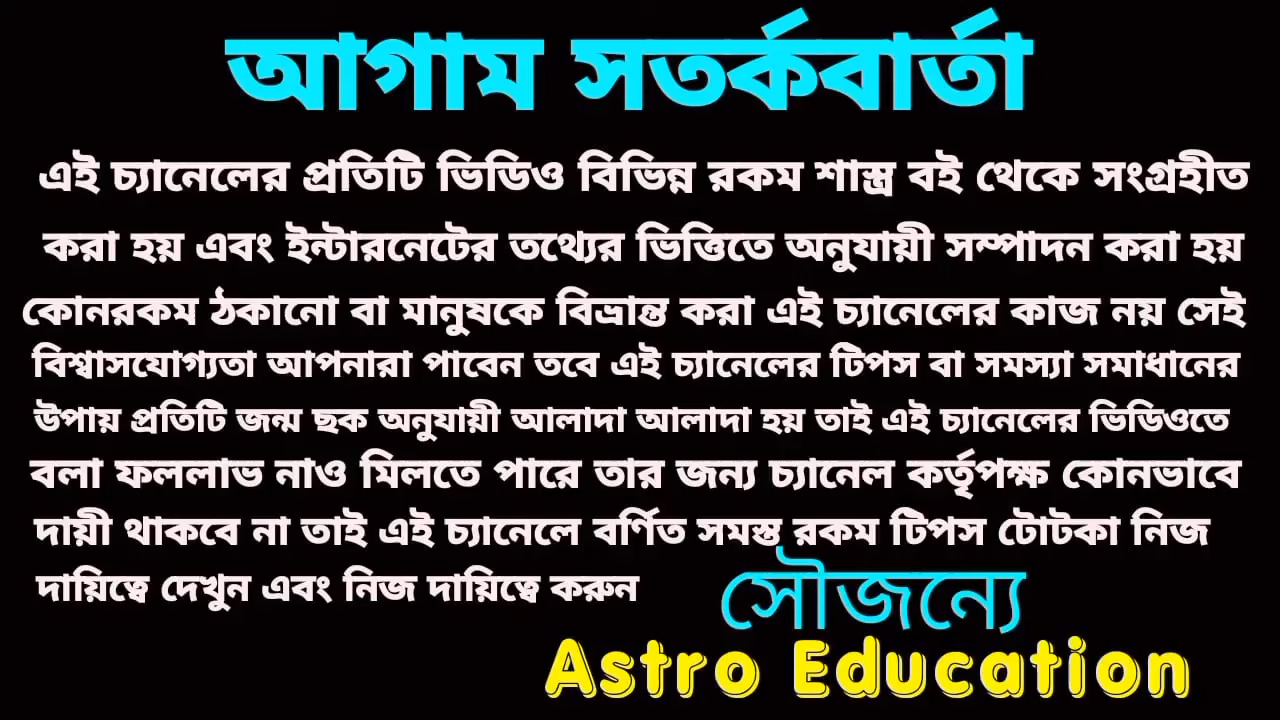 আগাম সতর্কবার্তা
এই চ্যানেলের প্রতিটি ভিডিও বিভিন্ন রকম শাস্ত্র বই থেকে সংগ্রহীত
করা হয় এবং ইন্টারনেটের তথ্যের ভিত্তিতে অনুযায়ী সম্পাদন করা হয়
কোনরকম ঠকানো বা মানুষকে বিভ্রান্ত করা এই চ্যানেলের কাজ নয় সেই
বিশ্বাসযোগ্যতা আপনারা পাবেন তবে এই চ্যানেলের টিপস বা সমস্যা সমাধানের
উপায় প্রতিটি জন্ম ছক অনুযায়ী আলাদা আলাদা হয় তাই এই চ্যানেলের ভিডিওতে
বলা ফললাভ নাও মিলতে পারে তার জন্য চ্যানেল কর্তৃপক্ষ কোনভাবে
দায়ী থাকবে না তাই এই চ্যানেলে বর্ণিত সমস্ত রকম টিপস টোটকা নিজ
দায়িত্বে দেখুন এবং নিজ দায়িত্বে করুন
সৌজন্যে
Astro Education